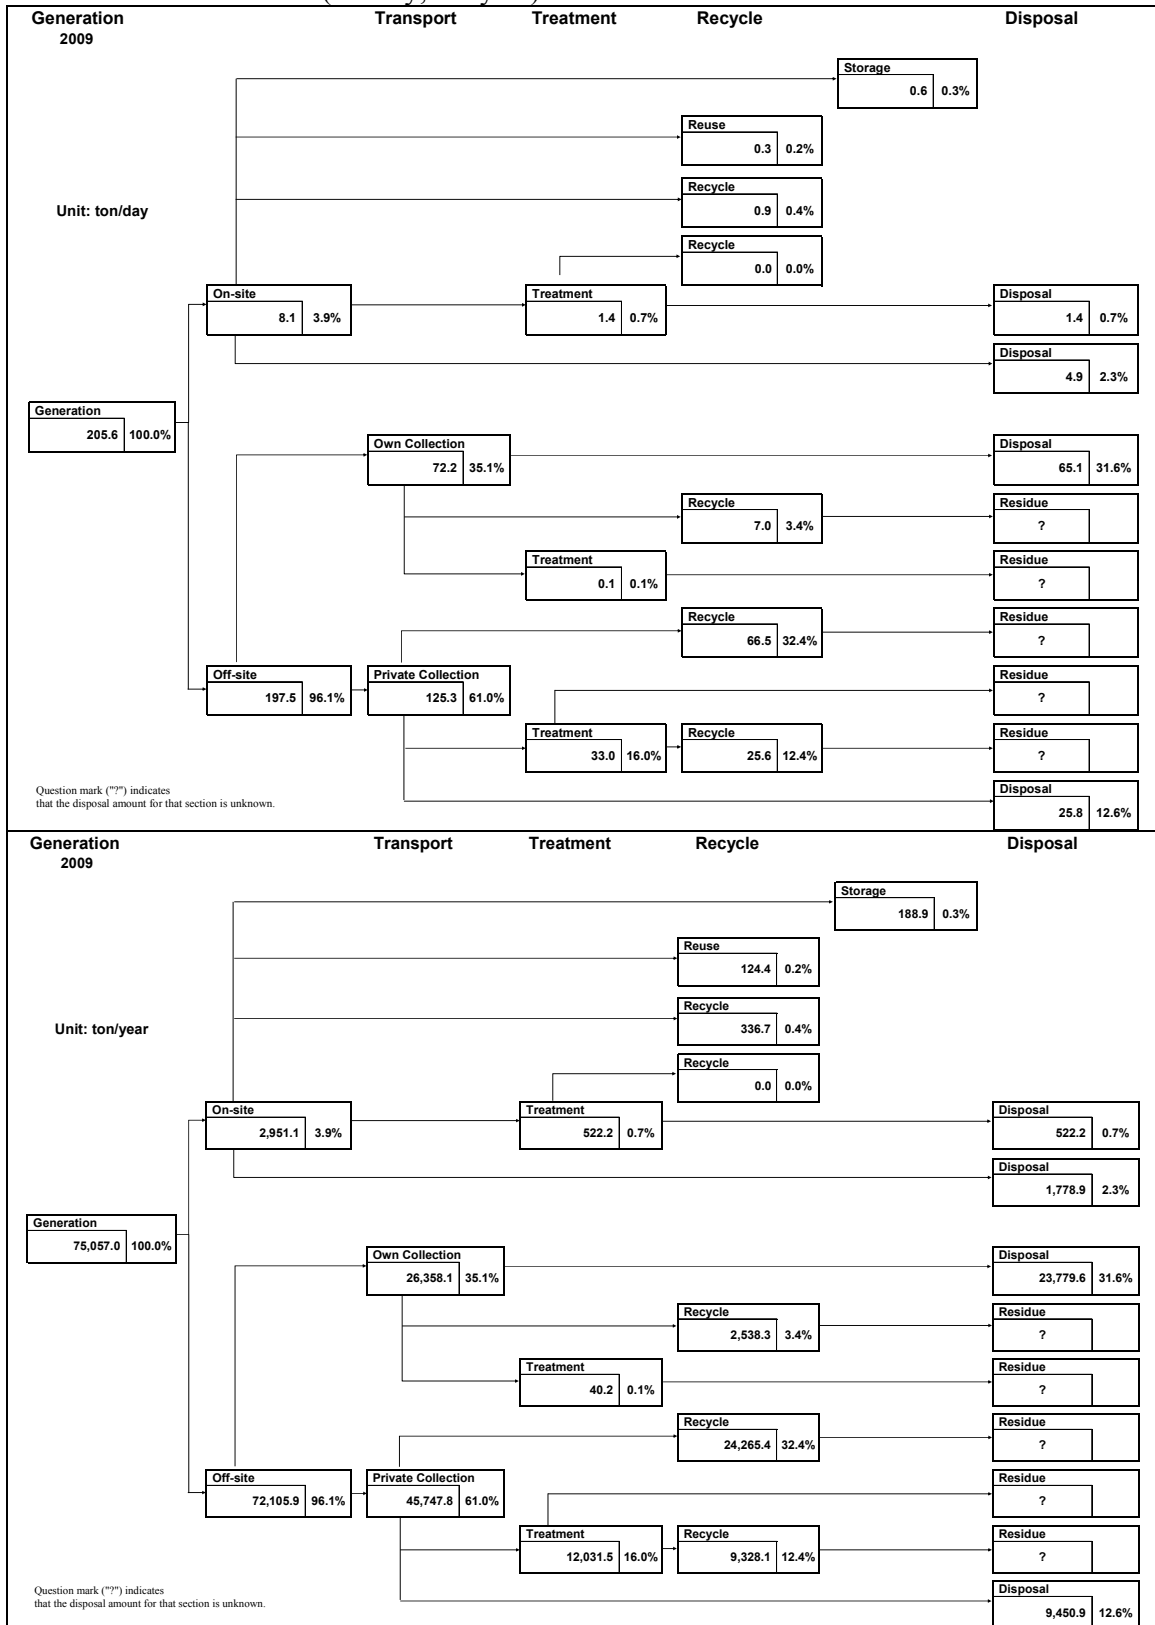 Generation Transport Treatment Recycle Disposal
2009
Storage
0.6 0.3%
Reuse
0.3 0.2%
Recycle
Unit: ton/day
0.9 0.4%
Recycle
0.0 0.0%
On-site Treatment Disposal
8.1 3.9% 1.4 0.7% 1.4 0.7%
Disposal
4.9 2.3%
Generation
205.6 100.0%
Own Collection Disposal
72.2 35.1% 65.1 31.6%
Recycle Residue
7.0 3.4% ?
Treatment Residue
0.1 0.1% ?
Recycle Residue
66.5 32.4% ?
Off-site Private Collection Residue
197.5 96.1% 125.3 61.0% ?
Treatment Recycle Residue
33.0 16.0% 25.6 12.4% ?
Question mark ("?") indicates
that the disposal amount for that section is unknown.
Disposal
25.8 12.6%
Generation Transport Treatment Recycle Disposal
2009
Storage
188.9 0.3%
Reuse
124.4 0.2%
Recycle
Unit: ton/year
336.7 0.4%
Recycle
0.0 0.0%
On-site Treatment Disposal
2,951.1 3.9% 522.2 0.7% 522.2 0.7%
Disposal
1,778.9 2.3%
Generation
75,057.0 100.0%
Own Collection Disposal
26,358.1 35.1% 23,779.6 31.6%
Recycle Residue
2,538.3 3.4% ?
Treatment Residue
40.2 0.1% ?
Recycle Residue
24,265.4 32.4% ?
Off-site Private Collection Residue
72,105.9 96.1% 45,747.8 61.0% ?
Treatment Recycle Residue
12,031.5 16.0% 9,328.1 12.4% ?
Question mark ("?") indicates
that the disposal amount for that section is unknown.
Disposal
9,450.9 12.6%